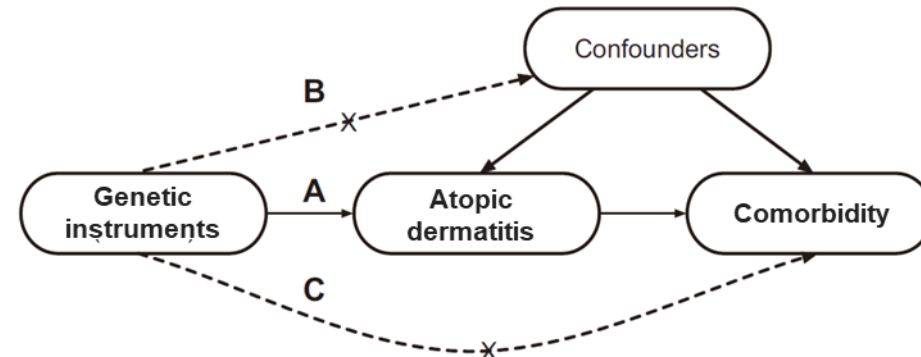 Confounders
B
X
Genetic
instruments
A
Atopic
dermatitis
Comorbidity
C
X